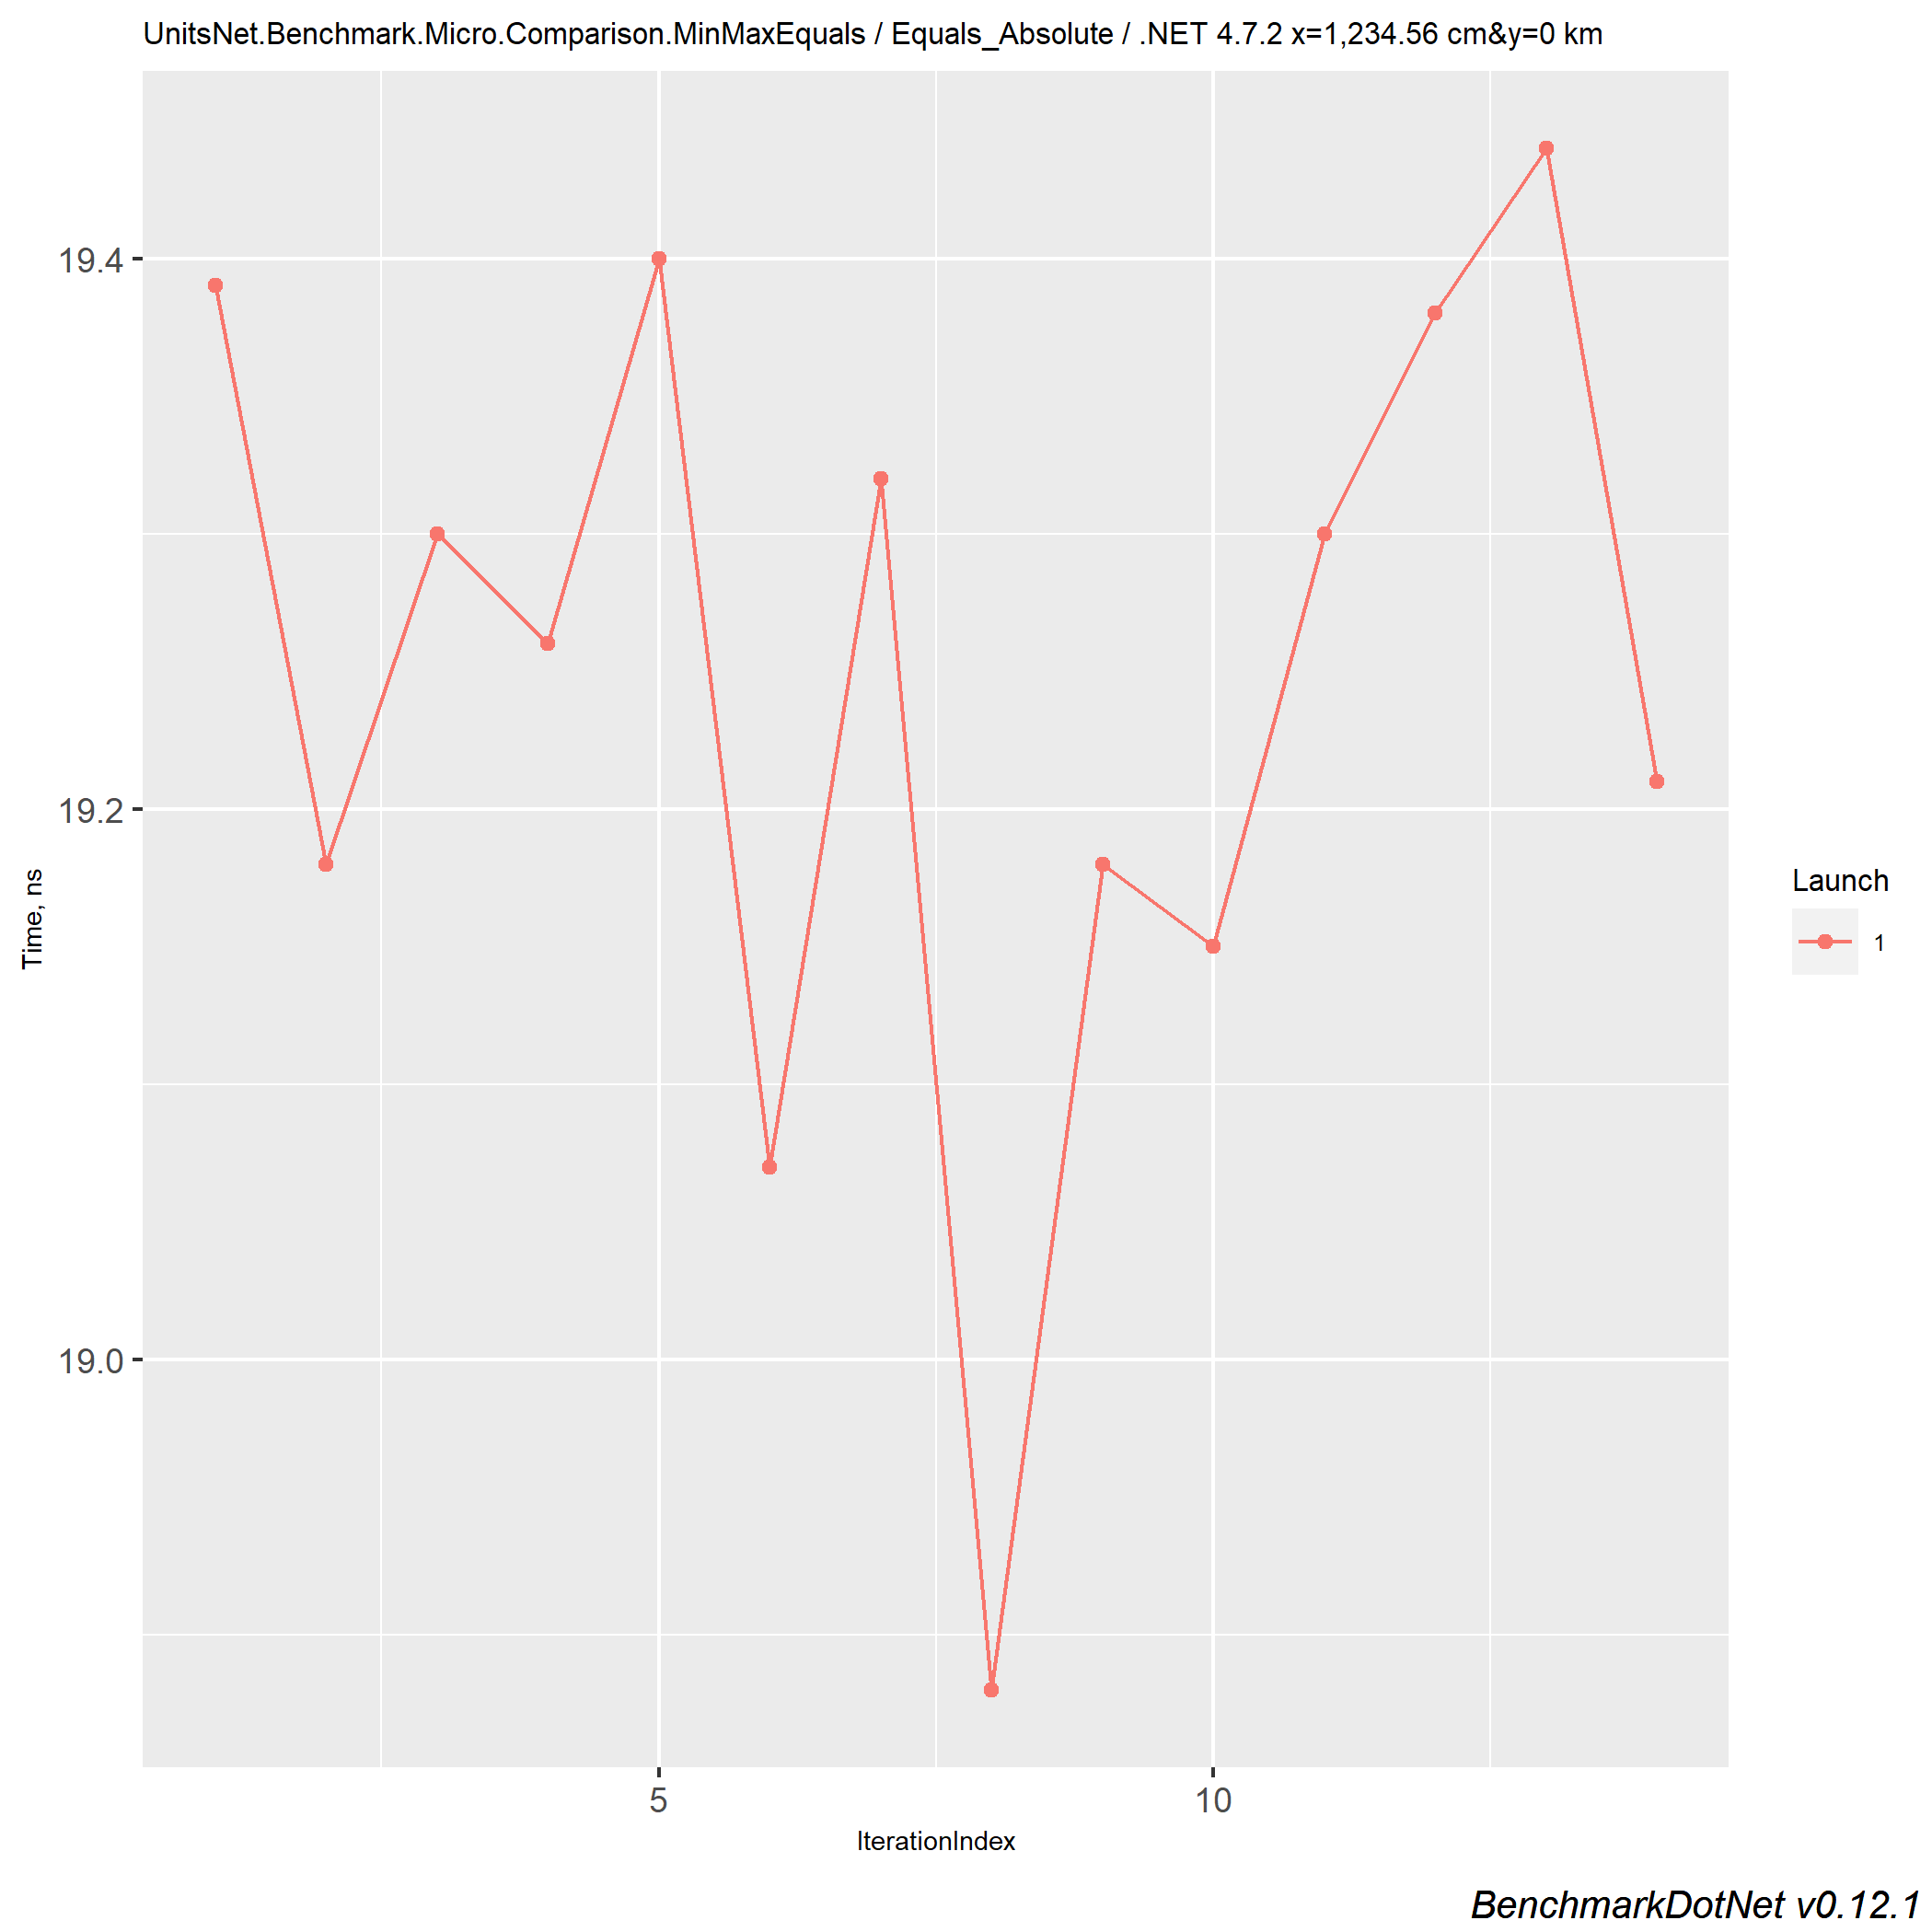 UnitsNet.Benchmark.Micro.Comparison.MinMaxEquals / Equals_Absolute / .NET 4.7.2 x=1,234.56 cm&y=0 km
19.4
19.2
19.0
Time, ns
5
10
IterationIndex
Launch
1
BenchmarkDotNet v0.12.1